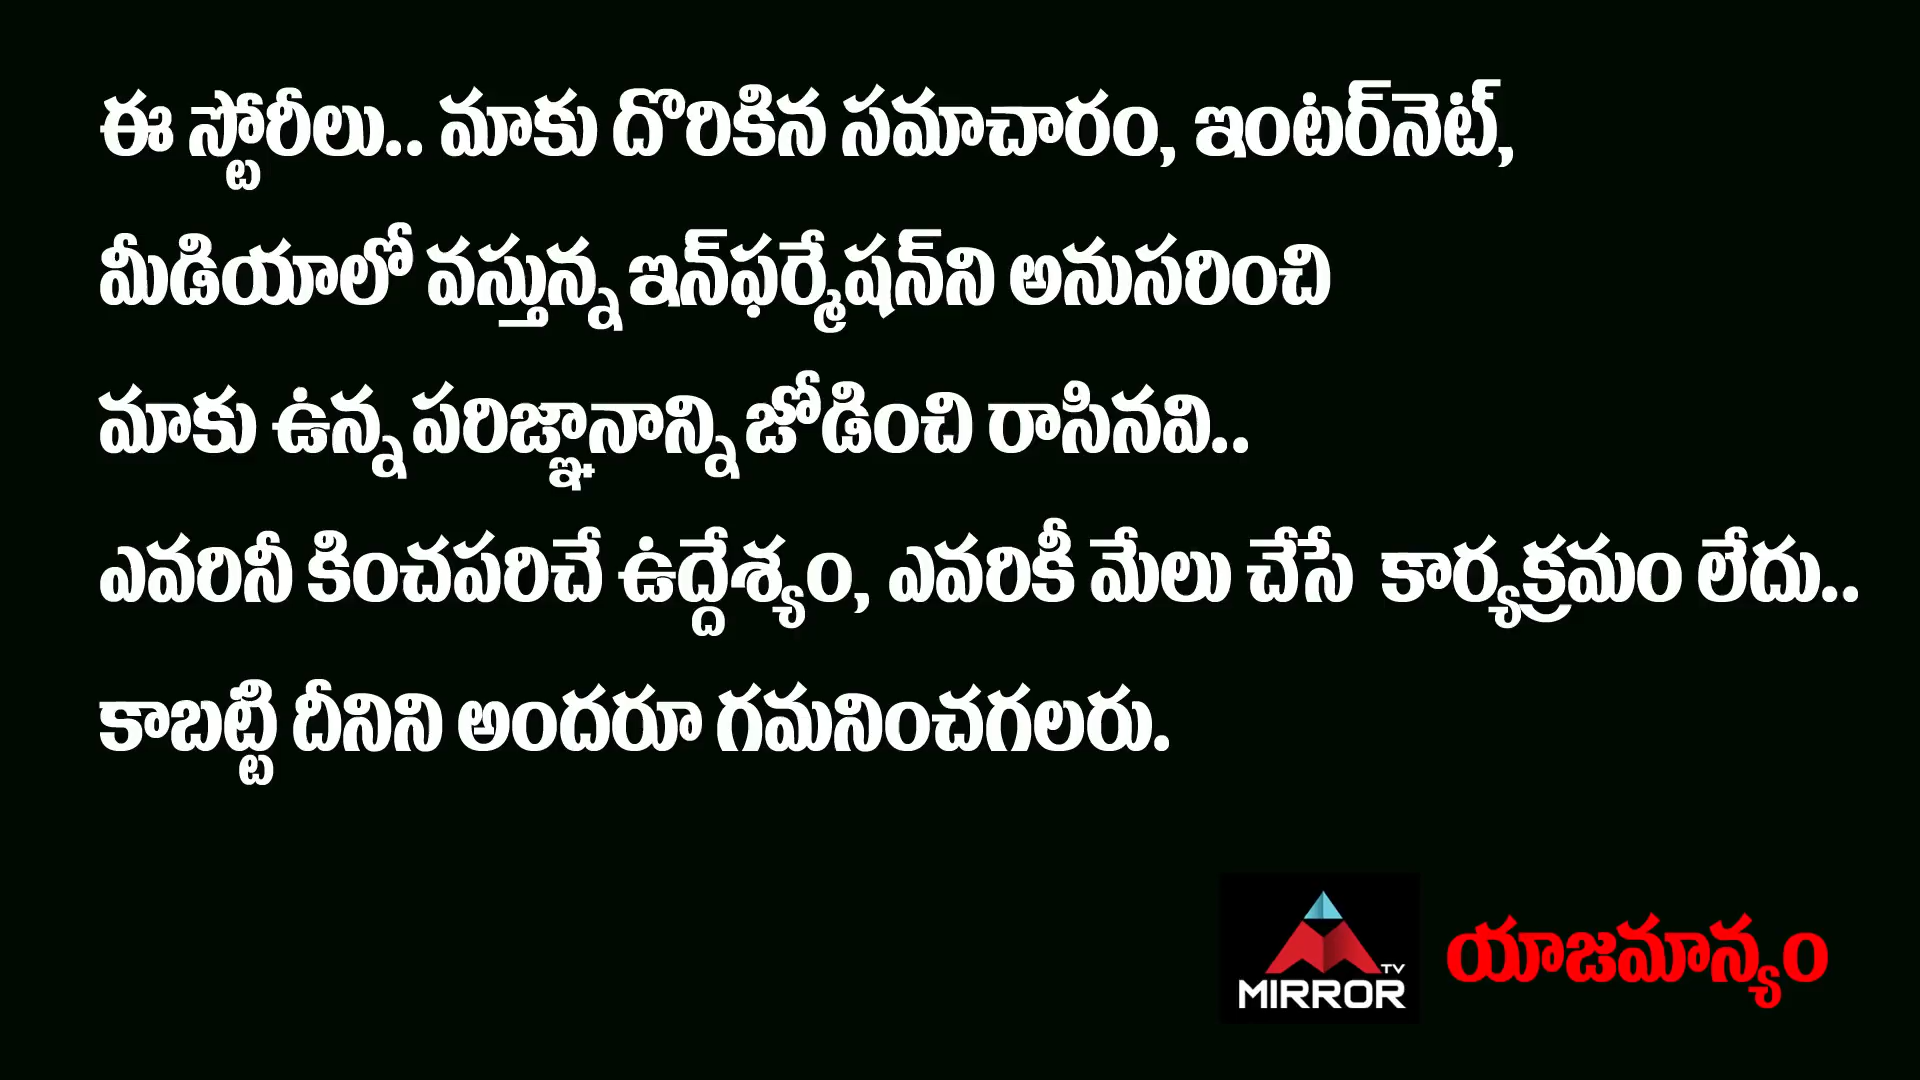 ఈ స్టోరీలు.. మాకు దొరికిన సమాచారం, ఇంటర్‌నెట్,
మీడియాలో వస్తున్న ఇన్‌ఫర్మేషన్‌ని అనుసరించి
మాకు ఉన్న పరిజ్ఞానాన్ని జోడించి రాసినవి..
ఎవరినీ కించపరిచే ఉద్దేశ్యం, ఎవరికీ మేలు చేసే కార్యక్రమం లేదు..
కాబట్టి దీనిని అందరూ గమనించగలరు.
TV
MIRROR
యాజమాన్యం